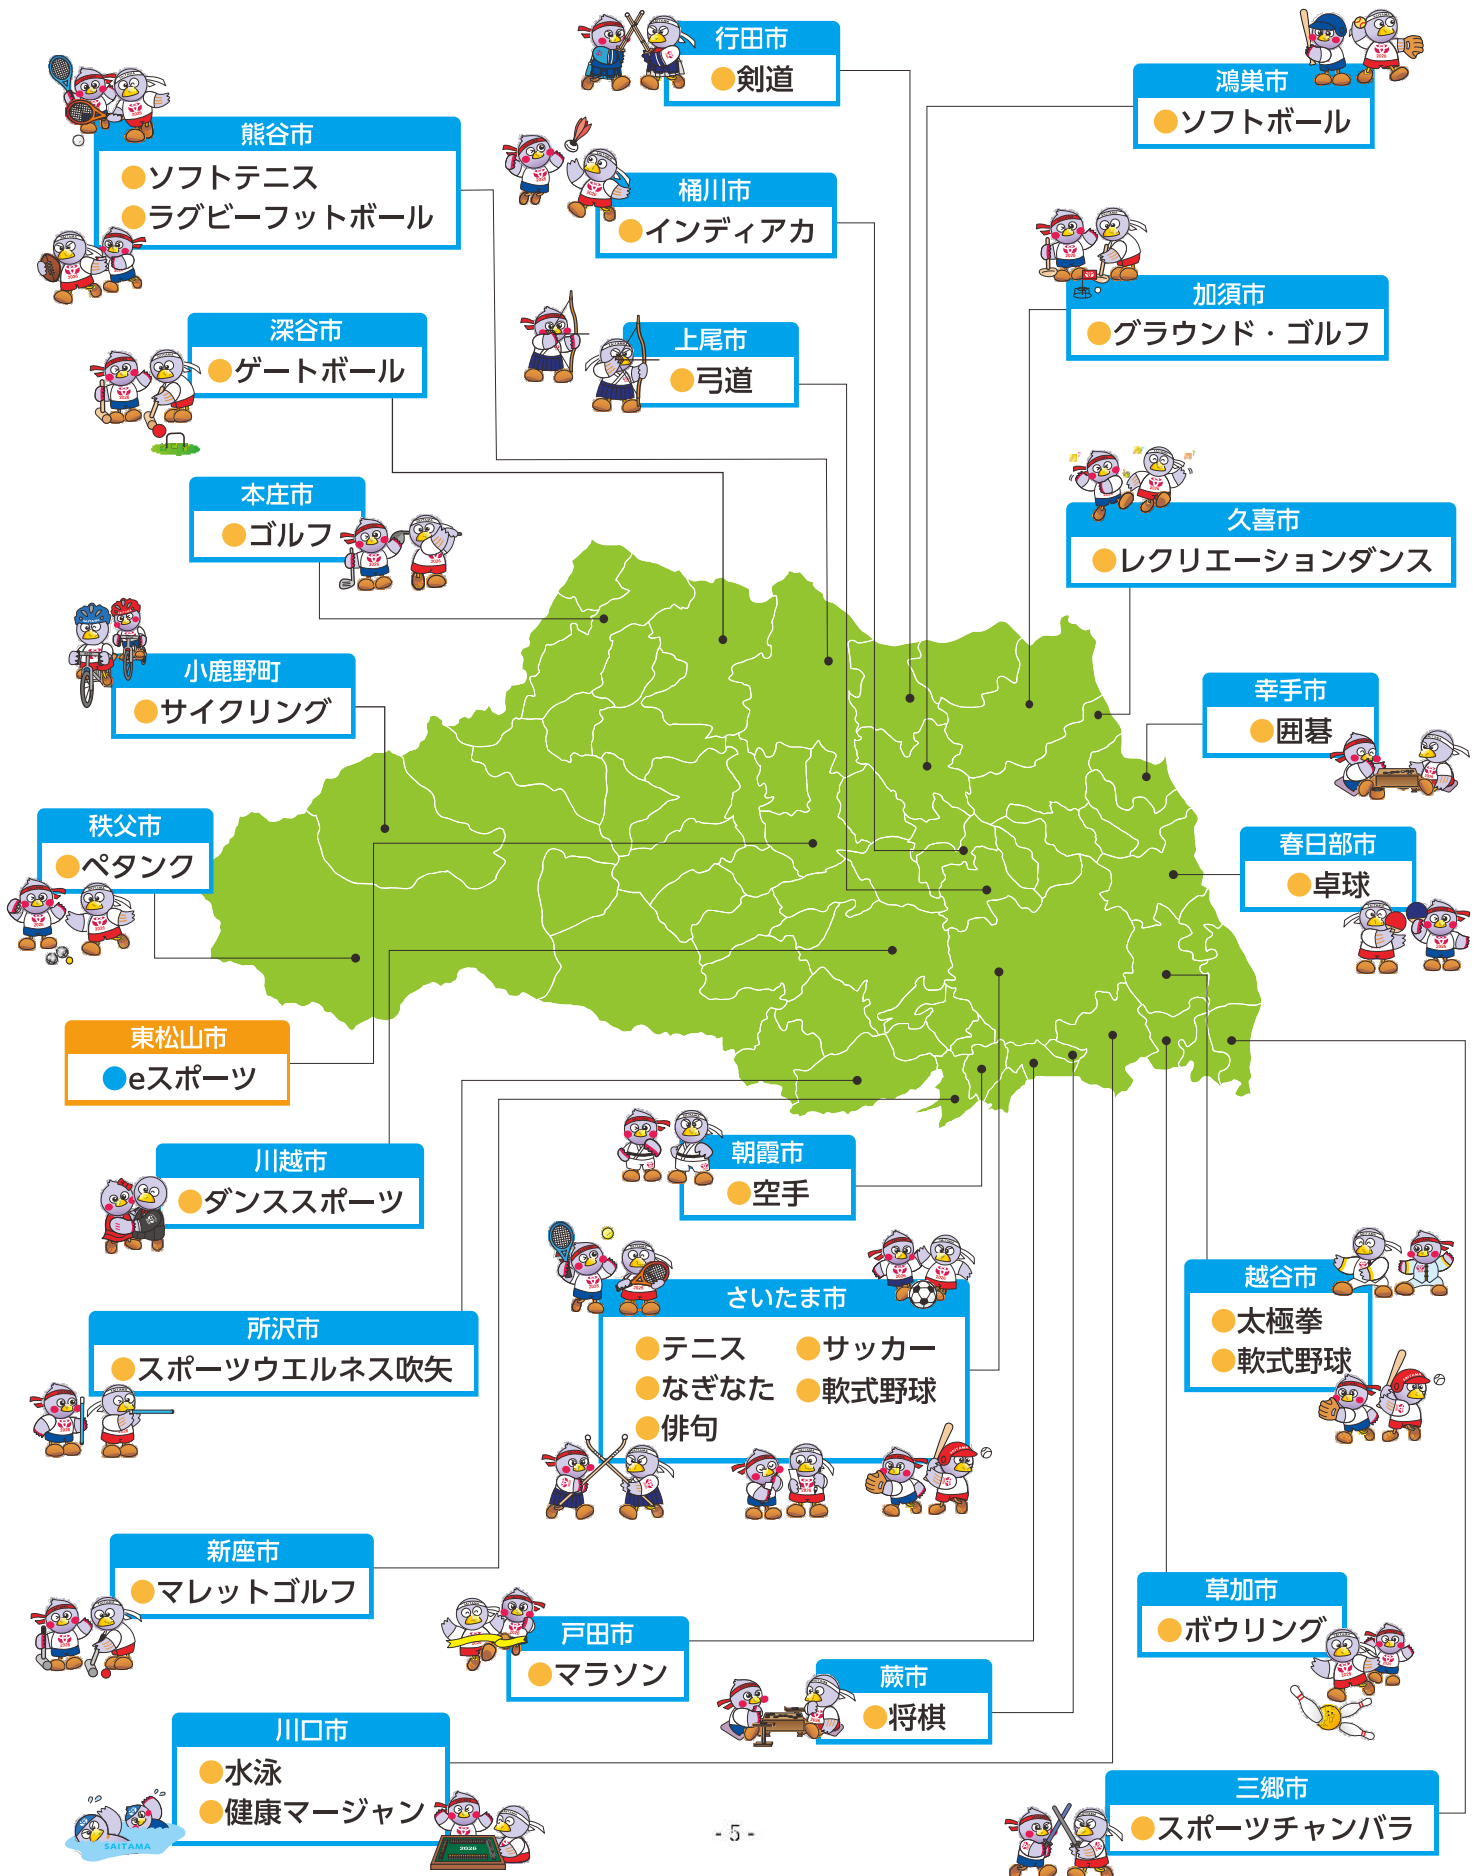 行田市
剣道
鴻巣市
ソフトボール
熊谷市
ソフトテニス
ラグビーフットボール
桶川市
インディアカ
加須市
グラウンド・ゴルフ
深谷市
ゲートボール
上尾市
弓道
本庄市
ゴルフ
久喜市
レクリエーションダンス
小鹿野町
サイクリング
幸手市
囲碁
秩父市
ペタンク
春日部市
卓球
東松山市
eスポーツ
川越市
ダンススポーツ
朝霞市
空手
さいたま市
テニス
サッカー
なぎなた
軟式野球
俳句
越谷市
太極拳
軟式野球
所沢市
スポーツウエルネス吹矢
新座市
マレットゴルフ
戸田市
マラソン
草加市
ボウリング
蕨市
将棋
川口市
水泳
健康マージャン
SAITAMA
2026
三郷市
スポーツチャンバラ
- 5 -